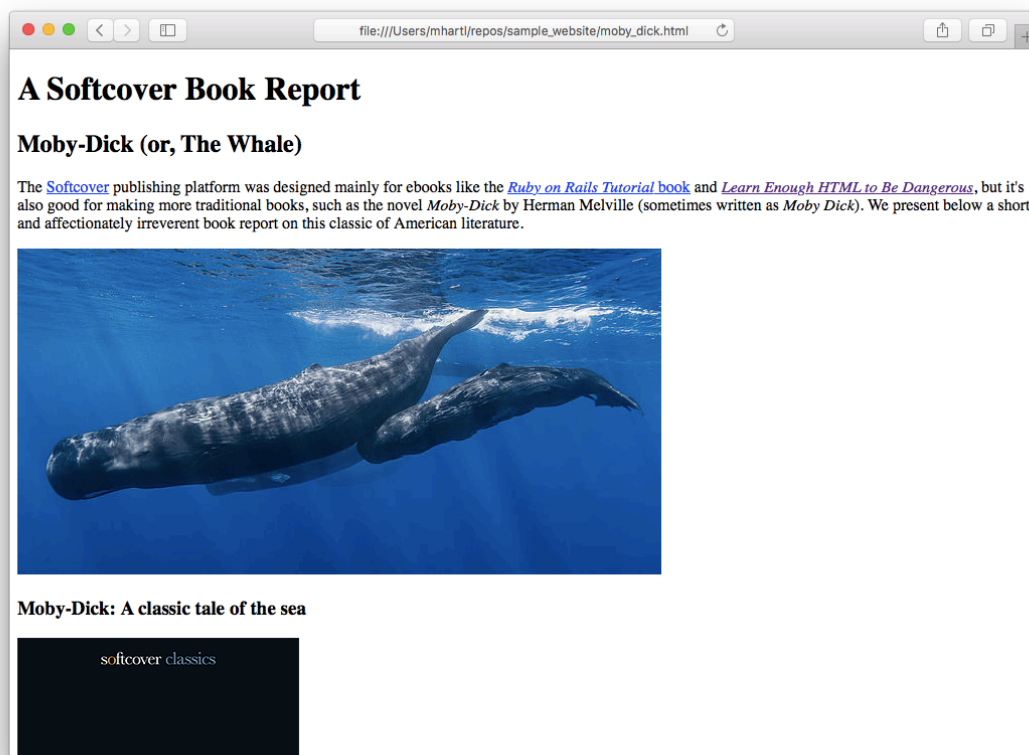 file:///Users/mhartl/repos/sample_website/moby_dick.html
A Softcover Book Report
Moby-Dick (or, The Whale)
The Softcover publishing platform was designed mainly for ebooks like the Ruby on Rails Tutorial book and Learn Enough HTML to Be Dangerous, but it's
also good for making more traditional books, such as the novel Moby-Dick by Herman Melville (sometimes written as Moby Dick). We present below a short
and affectionately irreverent book report on this classic of American literature.
Moby-Dick: A classic tale of the sea
softcover classics